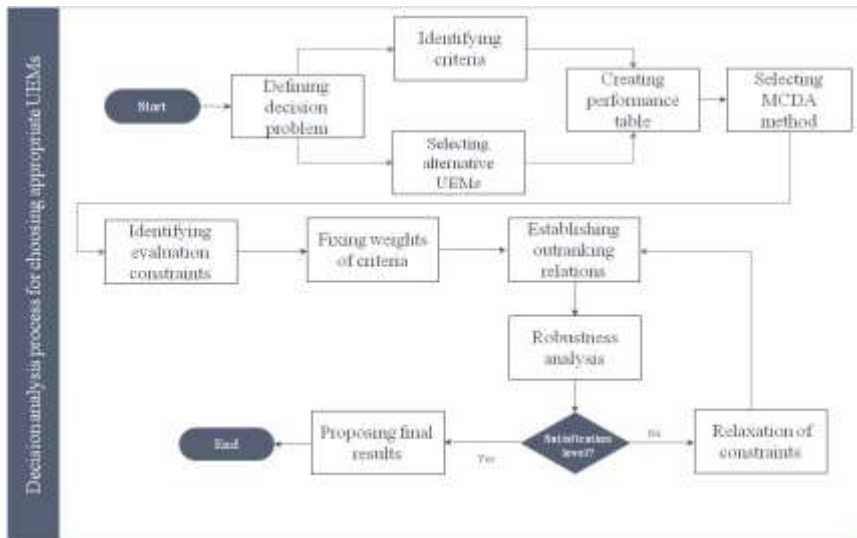 Decision analysis process for choosing appropriate UEMs
Start
Defining
decision
problem
Identifying
criteria
Selecting
alternative
UEMs
Creating
performance
table
Selecting
MCDA
method
Identifying
evaluation
constraints
Fixing weights
of criteria
Establishing
outranking
relations
Robustness
analysis
Satisfication
level?
No
Relaxation of
constraints
Yes
Proposing final
results
End